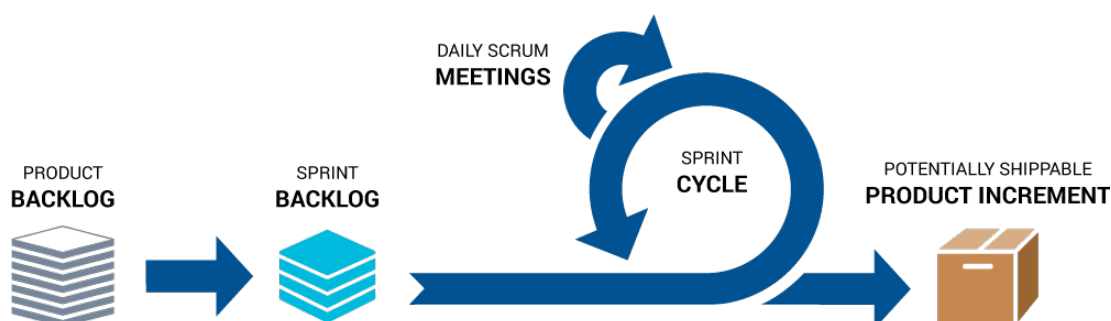 DAILY SCRUM
MEETINGS
PRODUCT
BACKLOG
SPRINT
BACKLOG
SPRINT
CYCLE
POTENTIALLY SHIPPABLE
PRODUCT INCREMENT